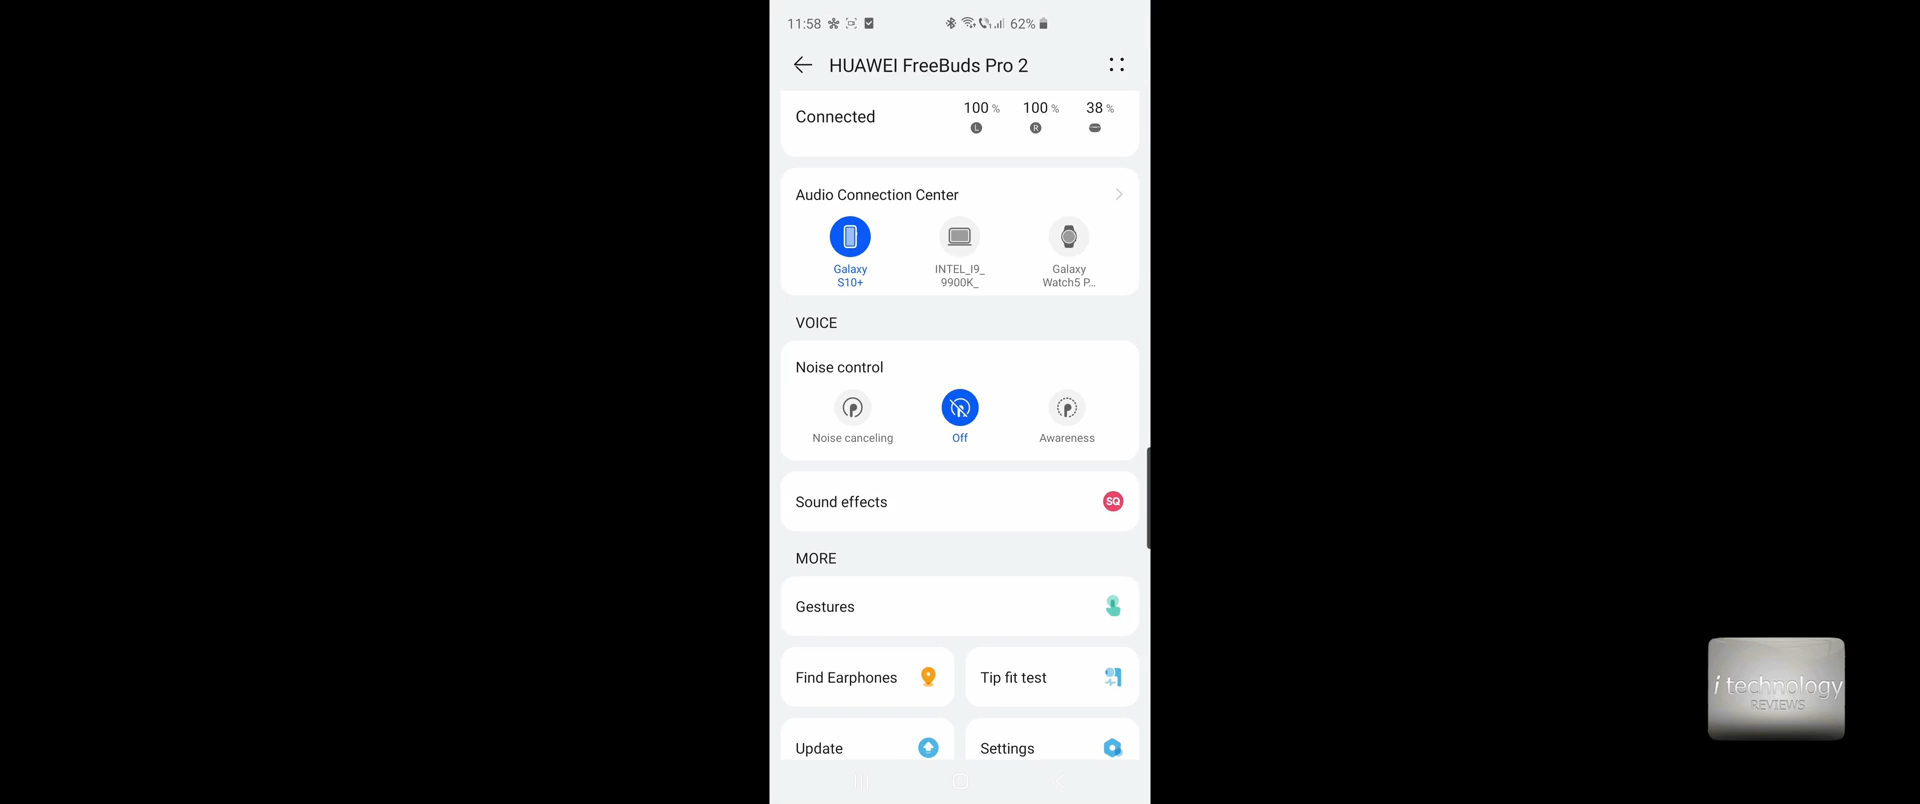 11:58 62%
HUAWEI FreeBuds Pro 2
Connected 100 % 100 % 38 %
L R
Audio Connection Center
Galaxy S10+
INTEL_I9_ 9900K_
Galaxy Watch5 P...
VOICE
Noise control
Noise canceling Off Awareness
Sound effects SQ
MORE
Gestures
Find Earphones Tip fit test
Update Settings
i technology
REVIEWS